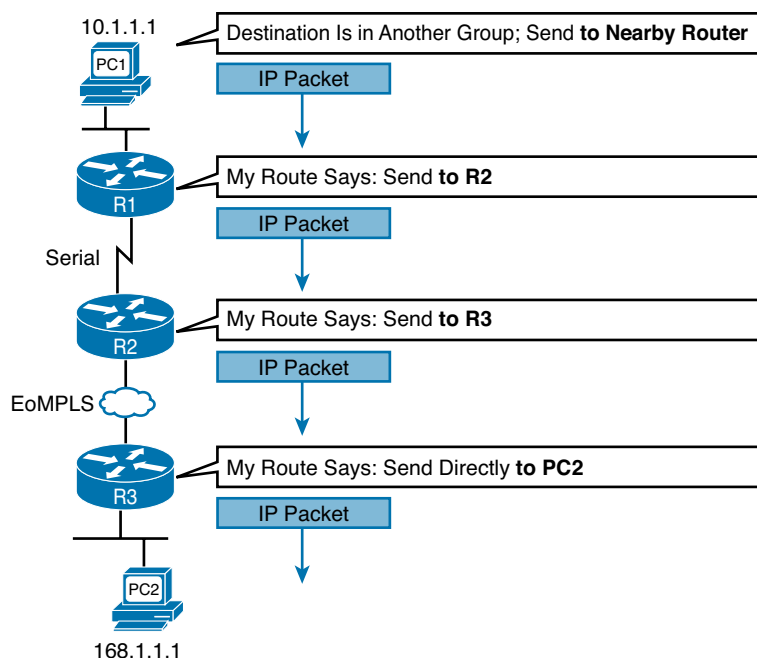 10.1.1.1
Destination Is in Another Group; Send to Nearby Router
PC1
IP Packet
My Route Says: Send to R2
R1
IP Packet
Serial
My Route Says: Send to R3
R2
IP Packet
EoMPLS
My Route Says: Send Directly to PC2
R3
IP Packet
PC2
168.1.1.1